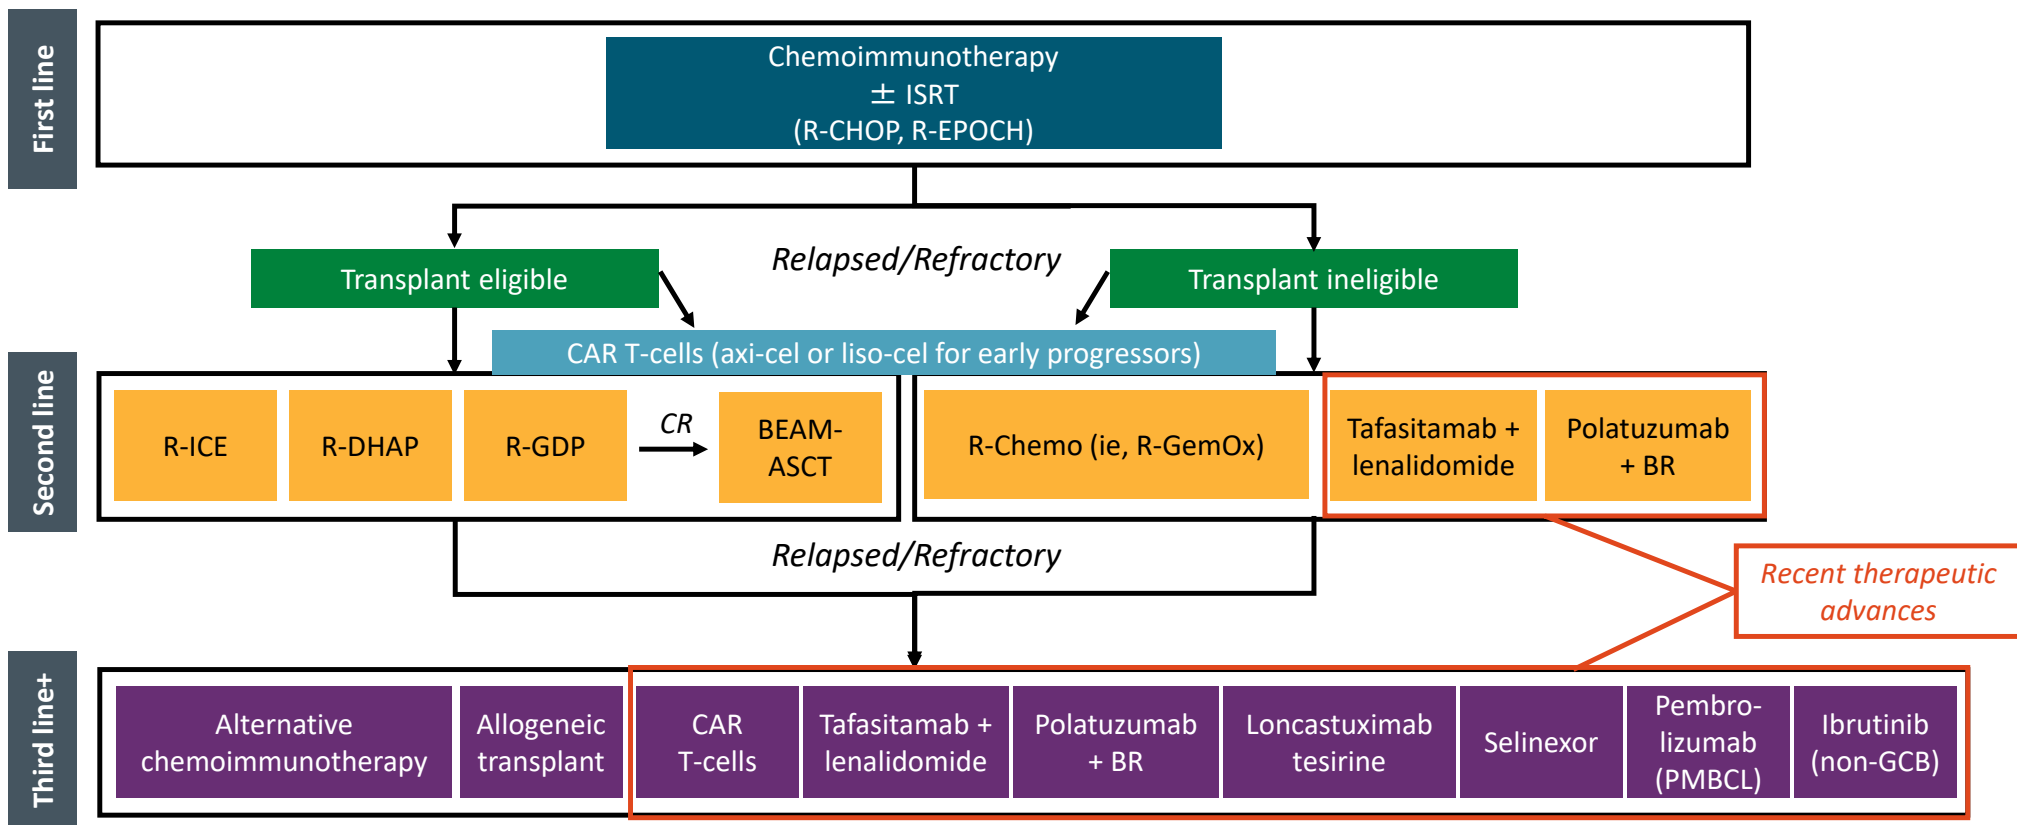 First line
Chemoimmunotherapy
± ISRT
(R-CHOP, R-EPOCH)
Relapsed/Refractory
Transplant eligible
Transplant ineligible
CAR T-cells (axi-cel or liso-cel for early progressors)
Second line
R-ICE
R-DHAP
R-GDP
CR
BEAM-
ASCT
R-Chemo (ie, R-GemOx)
Tafasitamab +
lenalidomide
Polatuzumab
+ BR
Relapsed/Refractory
Recent therapeutic
advances
Third line+
Alternative
chemoimmunotherapy
Allogeneic
transplant
CAR
T-cells
Tafasitamab +
lenalidomide
Polatuzumab
+ BR
Loncastuximab
tesirine
Selinexor
Pembro-
lizumab
(PMBCL)
Ibrutinib
(non-GCB)